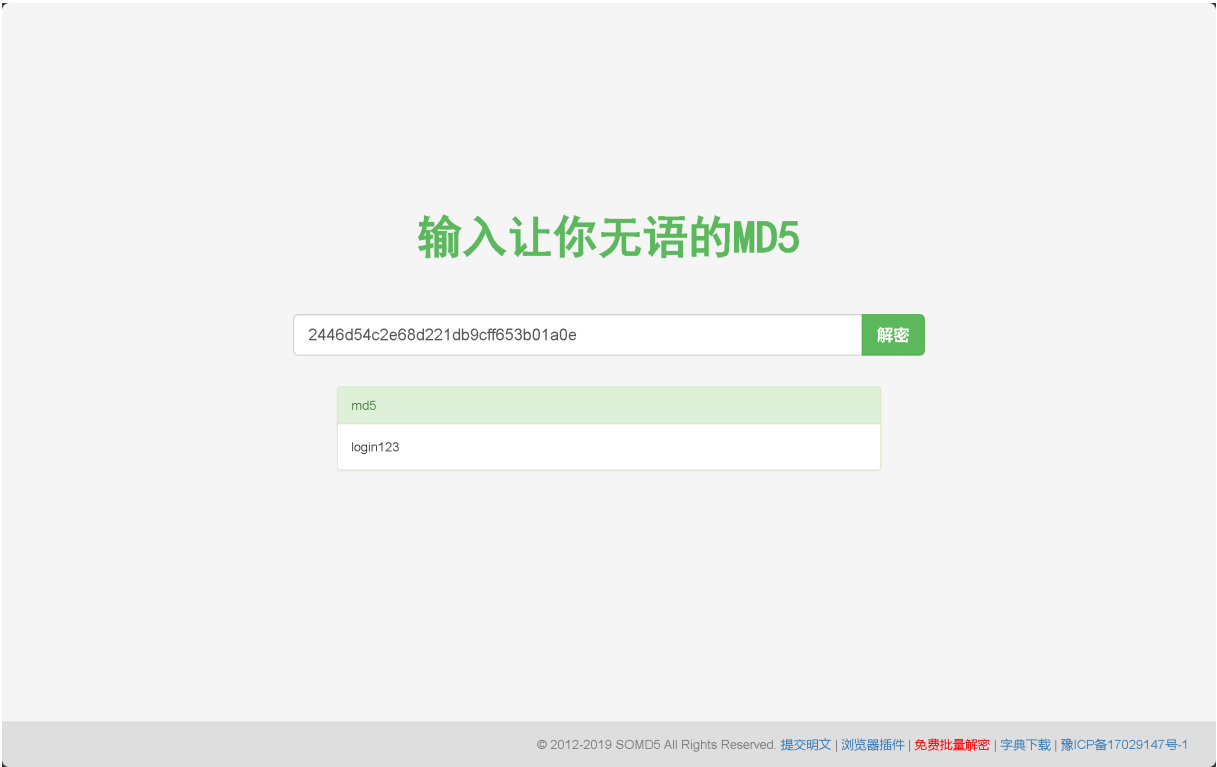 输入让你无语的MD5
2446d54c2e68d221db9cff653b01a0e 解密
md5
login123
© 2012-2019 SOMD5 All Rights Reserved. 提交明文 | 浏览器插件 | 免费批量解密 | 字典下载 | 豫ICP备17029147号-1